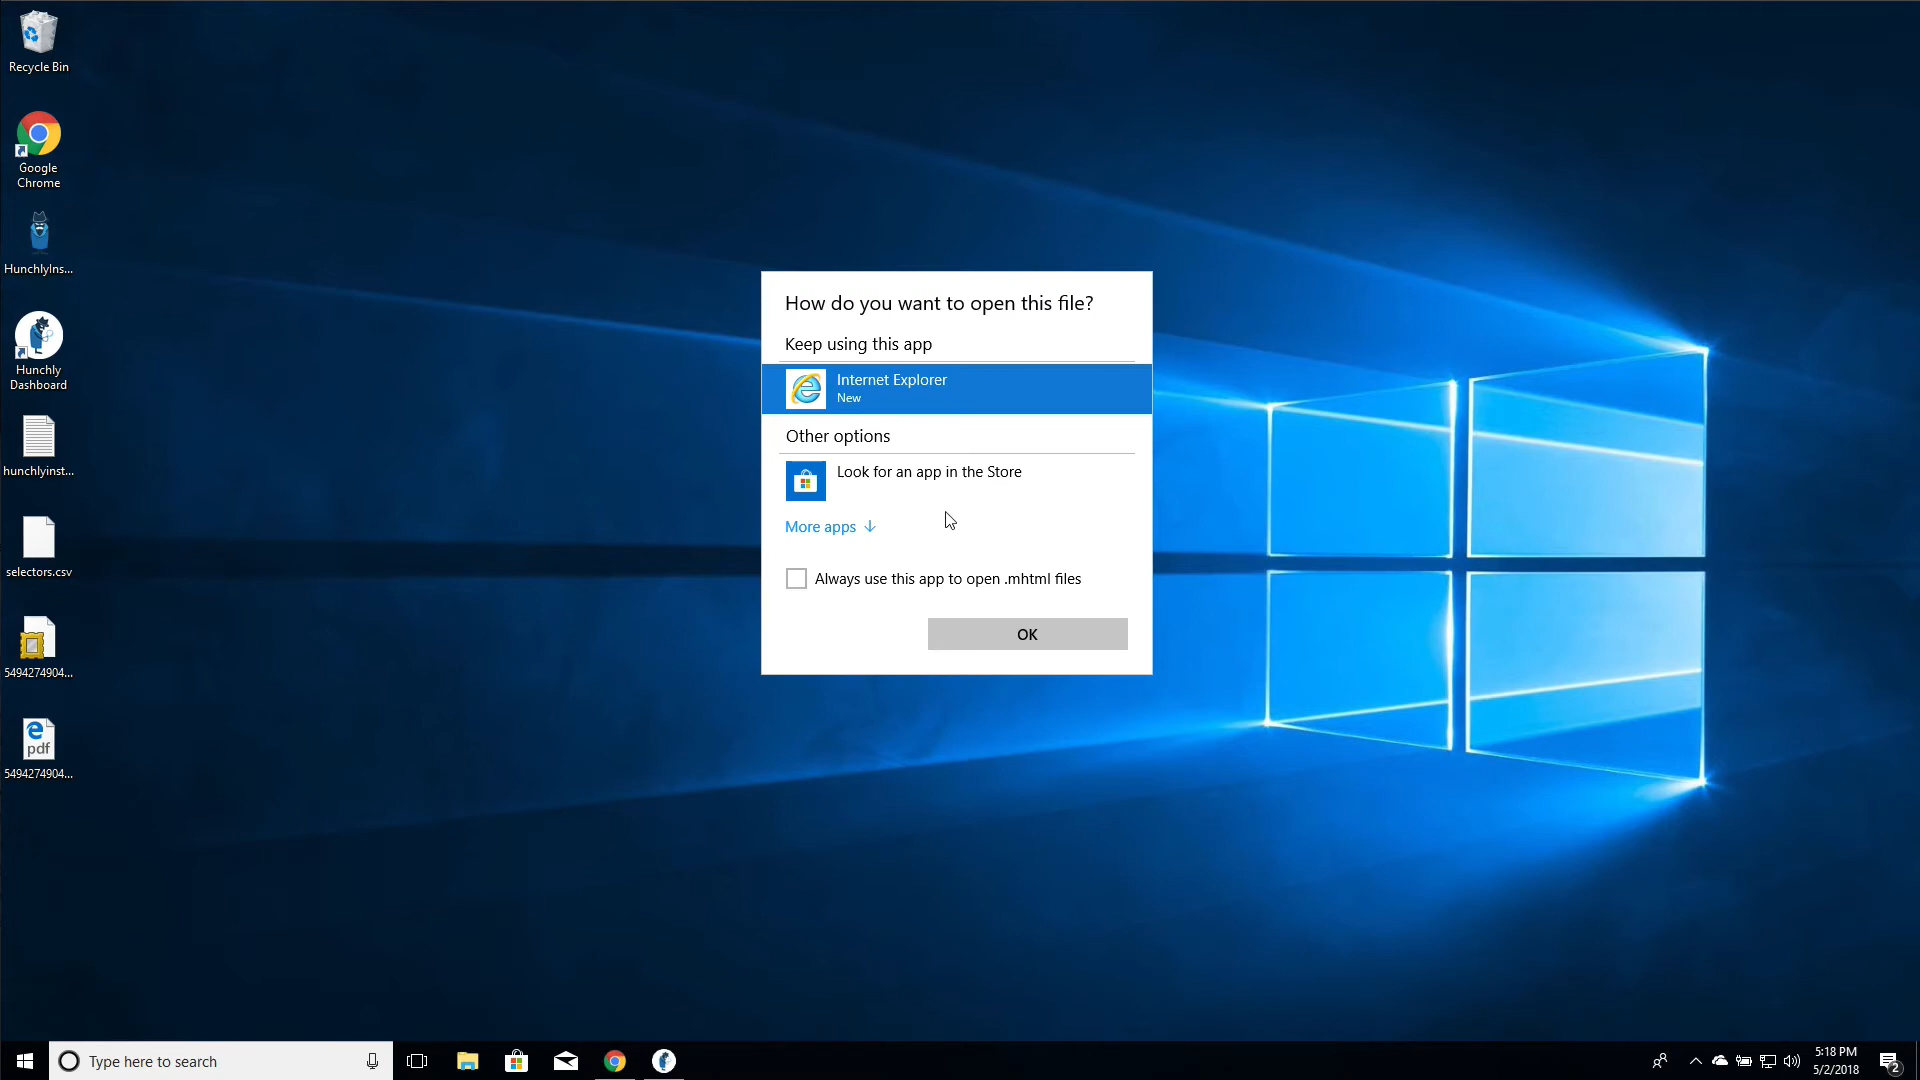 Recycle Bin
Google
Chrome
HunchlyIns...
Hunchly
Dashboard
hunchlyinst...
selectors.csv
5494274904...
pdf
5494274904...
How do you want to open this file?
Keep using this app
Internet Explorer
New
Other options
Look for an app in the Store
More apps
Always use this app to open .mhtml files
OK
Type here to search
5:18 PM
5/2/2018
2